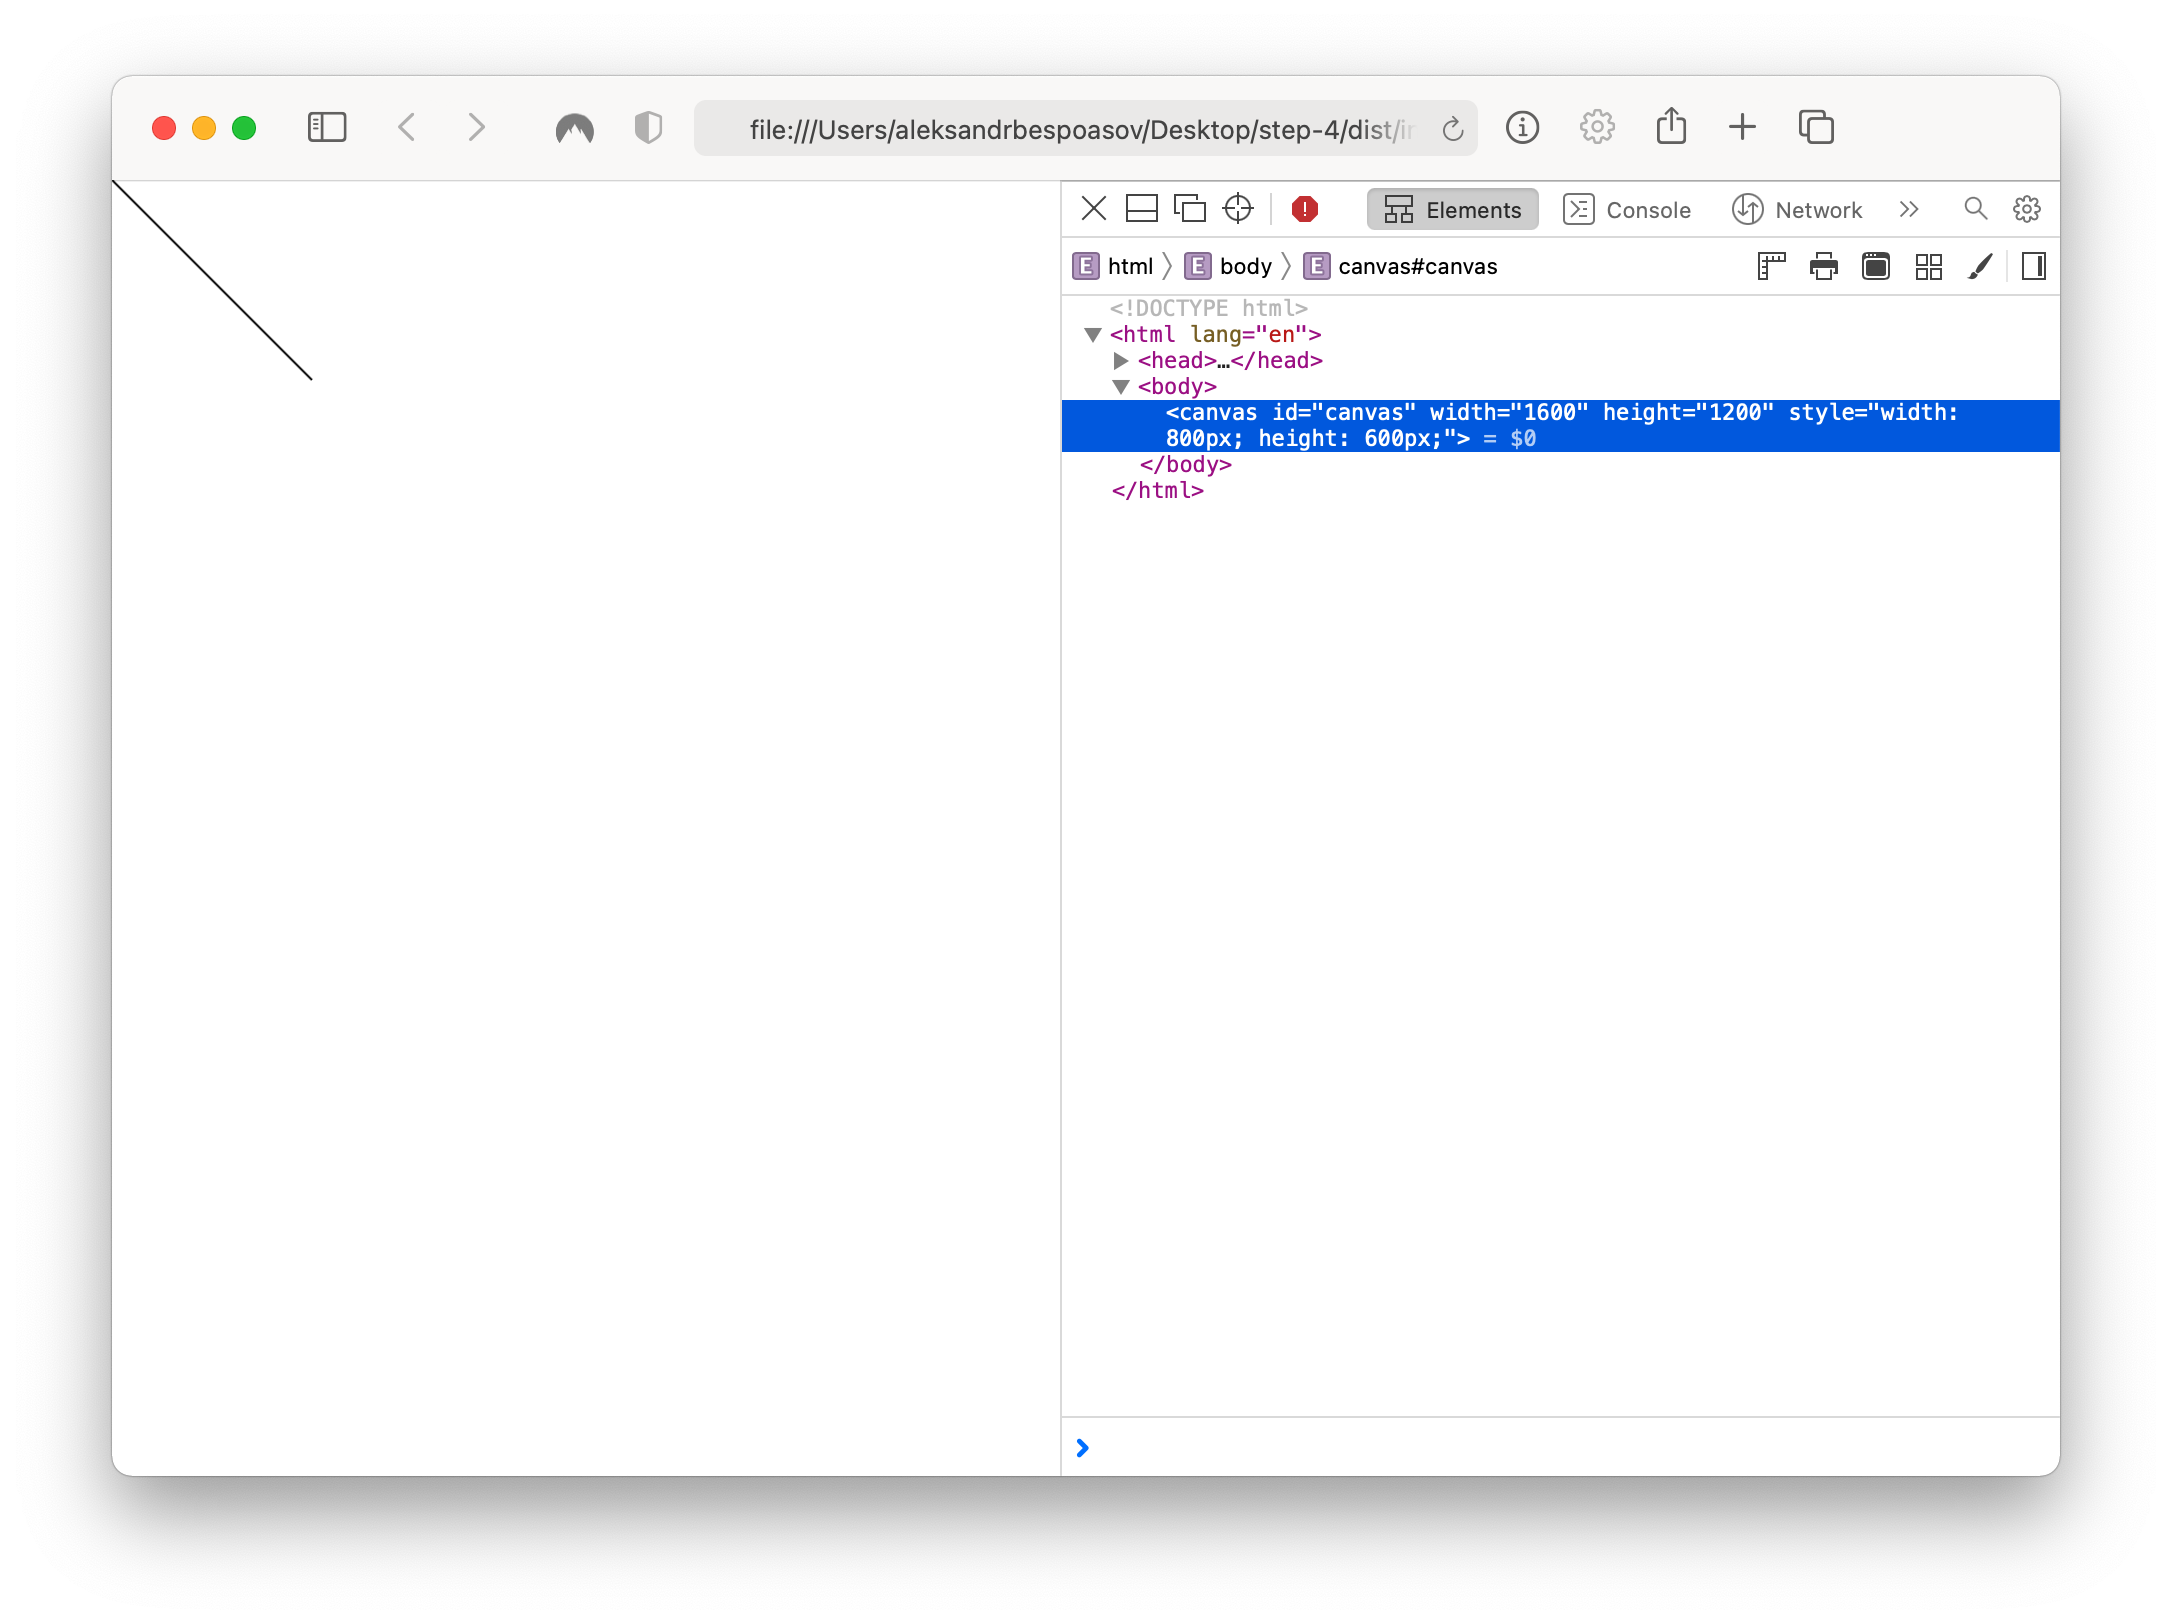 file:///Users/aleksandrbespoasov/Desktop/step-4/dist/
Elements Console Network
E html E body E canvas#canvas
<!DOCTYPE html>
<html lang="en">
<head>…</head>
<body>
<canvas id="canvas" width="1600" height="1200" style="width:
800px; height: 600px;"> = $0
</body>
</html>